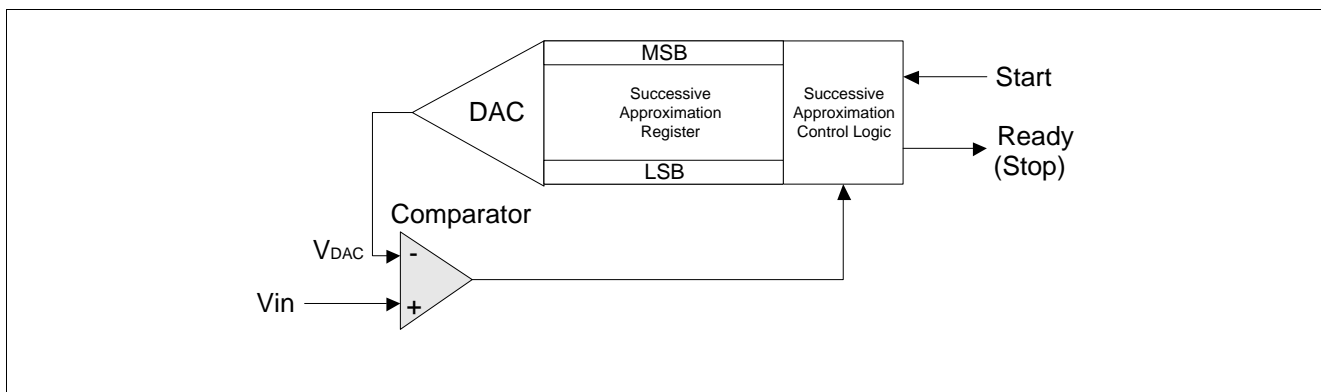 MSB
DAC
Successive
Approximation
Register
LSB
Successive
Approximation
Control Logic
Start
Ready
(Stop)
Comparator
VDAC
-
Vin
+